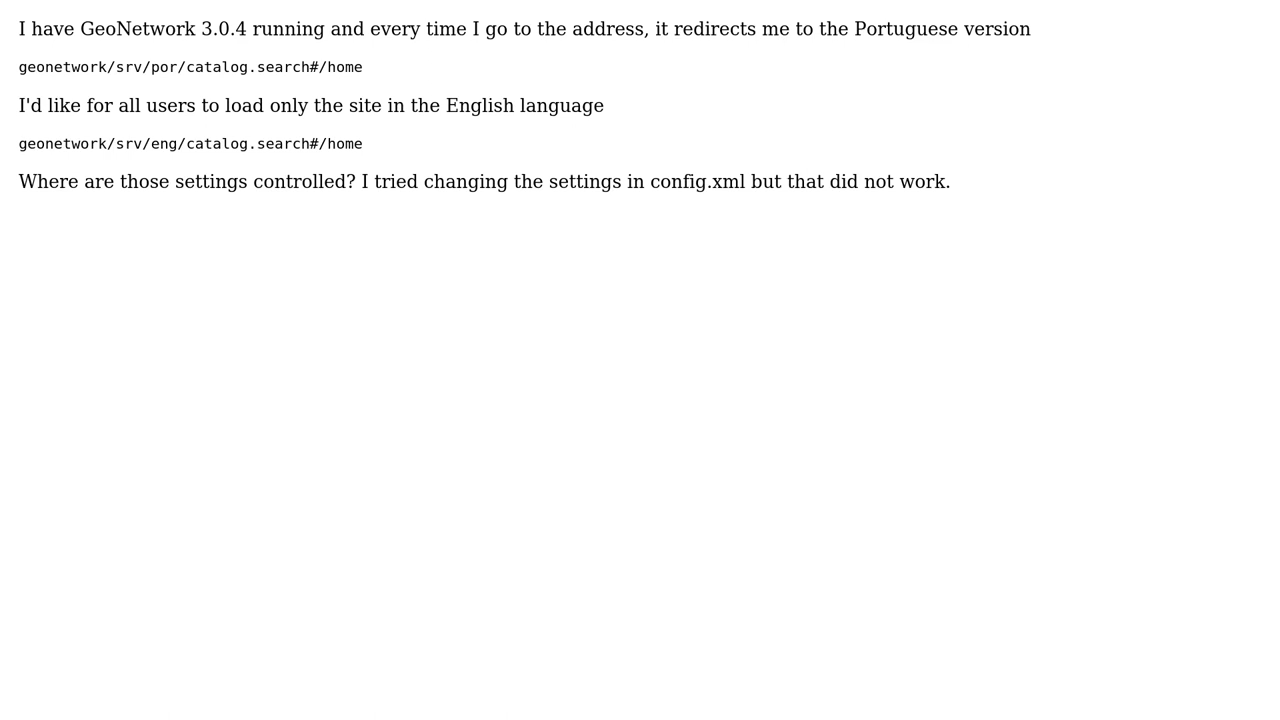 I have GeoNetwork 3.0.4 running and every time I go to the address, it redirects me to the Portuguese version
geonetwork/srv/por/catalog.search#/home
I'd like for all users to load only the site in the English language
geonetwork/srv/eng/catalog.search#/home
Where are those settings controlled? I tried changing the settings in config.xml but that did not work.